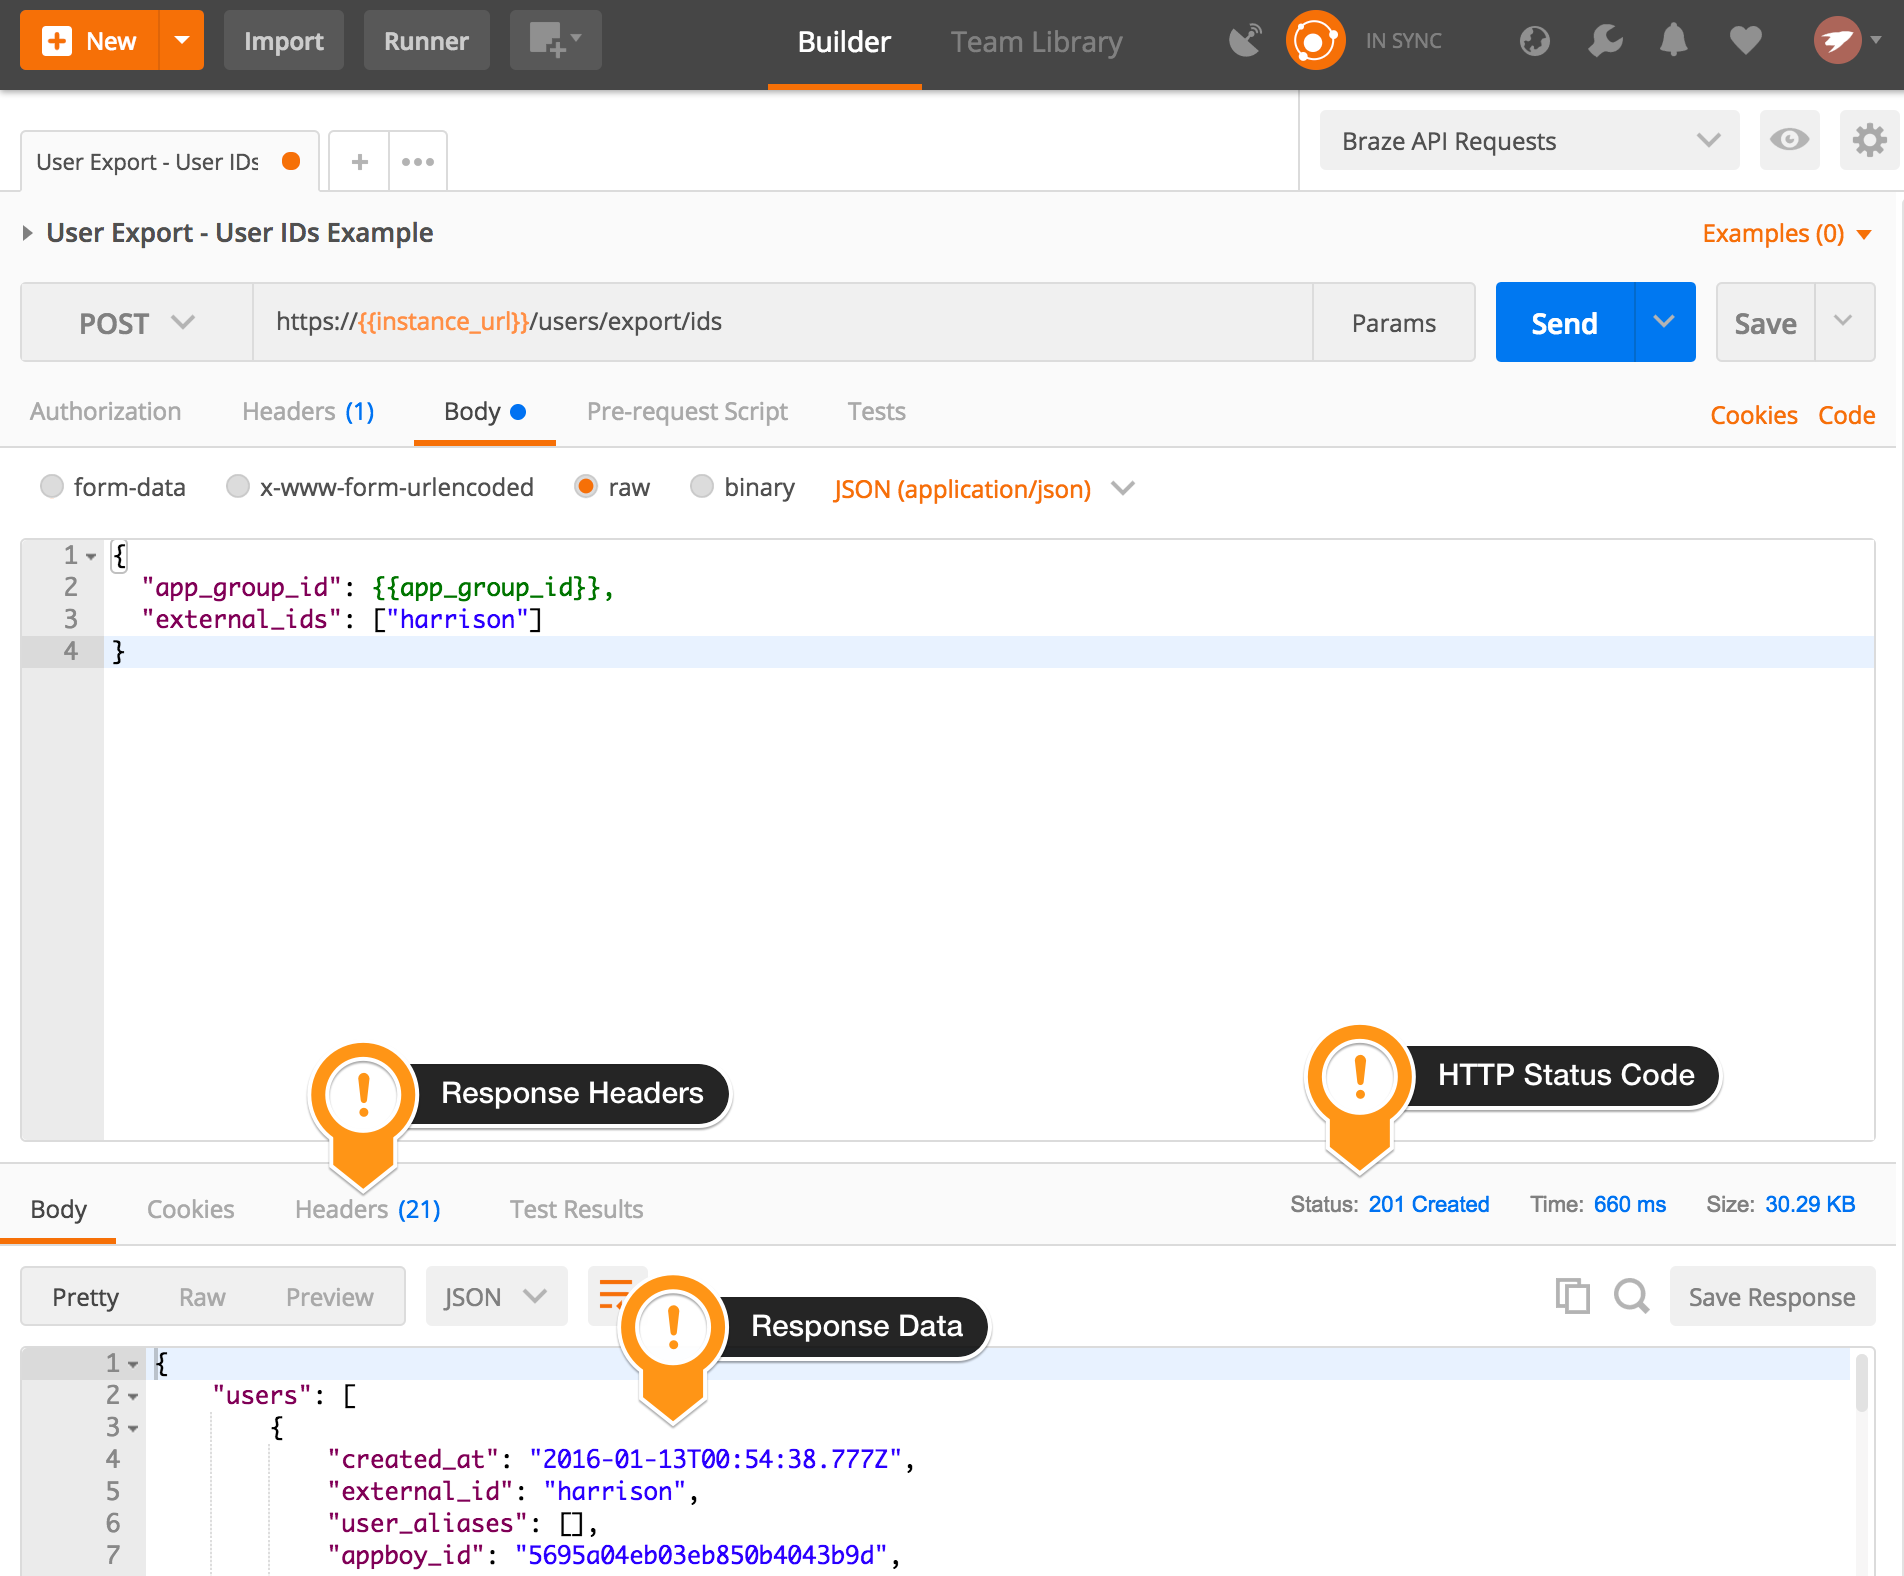 New Import Runner Builder Team Library IN SYNC
User Export - User IDs Braze API Requests
User Export - User IDs Example Examples (0)
POST https://{{instance_url}}/users/export/ids Params Send Save
Authorization Headers (1) Body Pre-request Script Tests Cookies Code
form-data x-www-form-urlencoded raw binary JSON (application/json)
1 {
2 "app_group_id": {{app_group_id}},
3 "external_ids": ["harrison"]
4 }
Response Headers HTTP Status Code
Body Cookies Headers (21) Test Results Status: 201 Created Time: 660 ms Size: 30.29 KB
Pretty Raw Preview JSON Save Response
Response Data
1 {
2 "users": [
3 {
4 "created_at": "2016-01-13T00:54:38.777Z",
5 "external_id": "harrison",
6 "user_aliases": [],
7 "appboy_id": "5695a04eb03eb850b4043b9d",